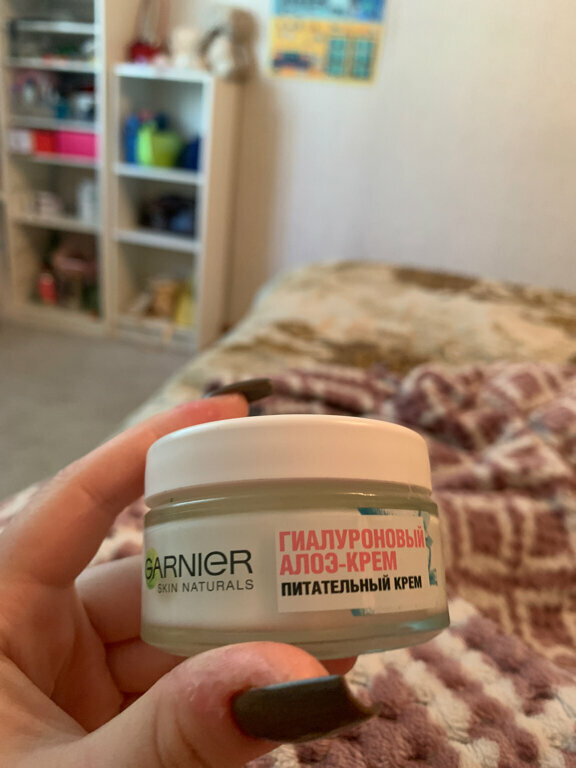 GARNIER
SKIN NATURALS
ГИАЛУРОНОВЫЙ
АЛОЭ-КРЕМ
ПИТАТЕЛЬНЫЙ КРЕМ